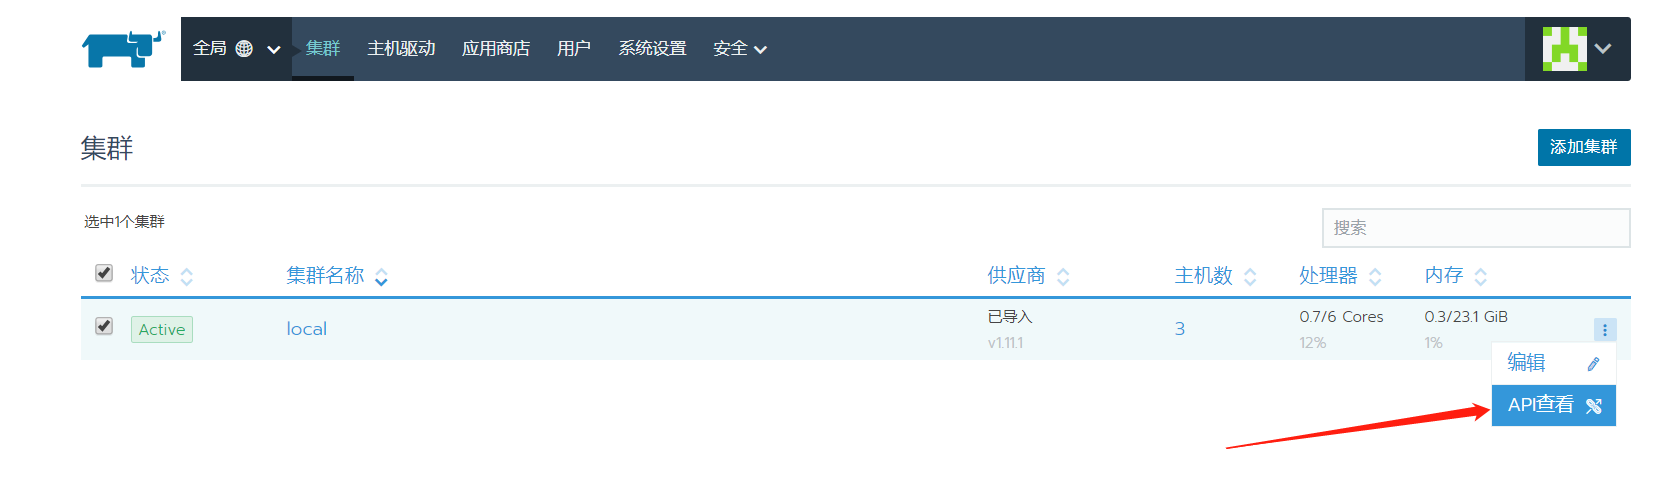 全局 集群 主机驱动 应用商店 用户 系统设置 安全
集群 添加集群
选中1个集群 搜索
状态 集群名称 供应商 主机数 处理器 内存
Active local 已导入 3 0.7/6 Cores 0.3/23.1 GiB
v1.11.1 12% 1%
编辑
API查看